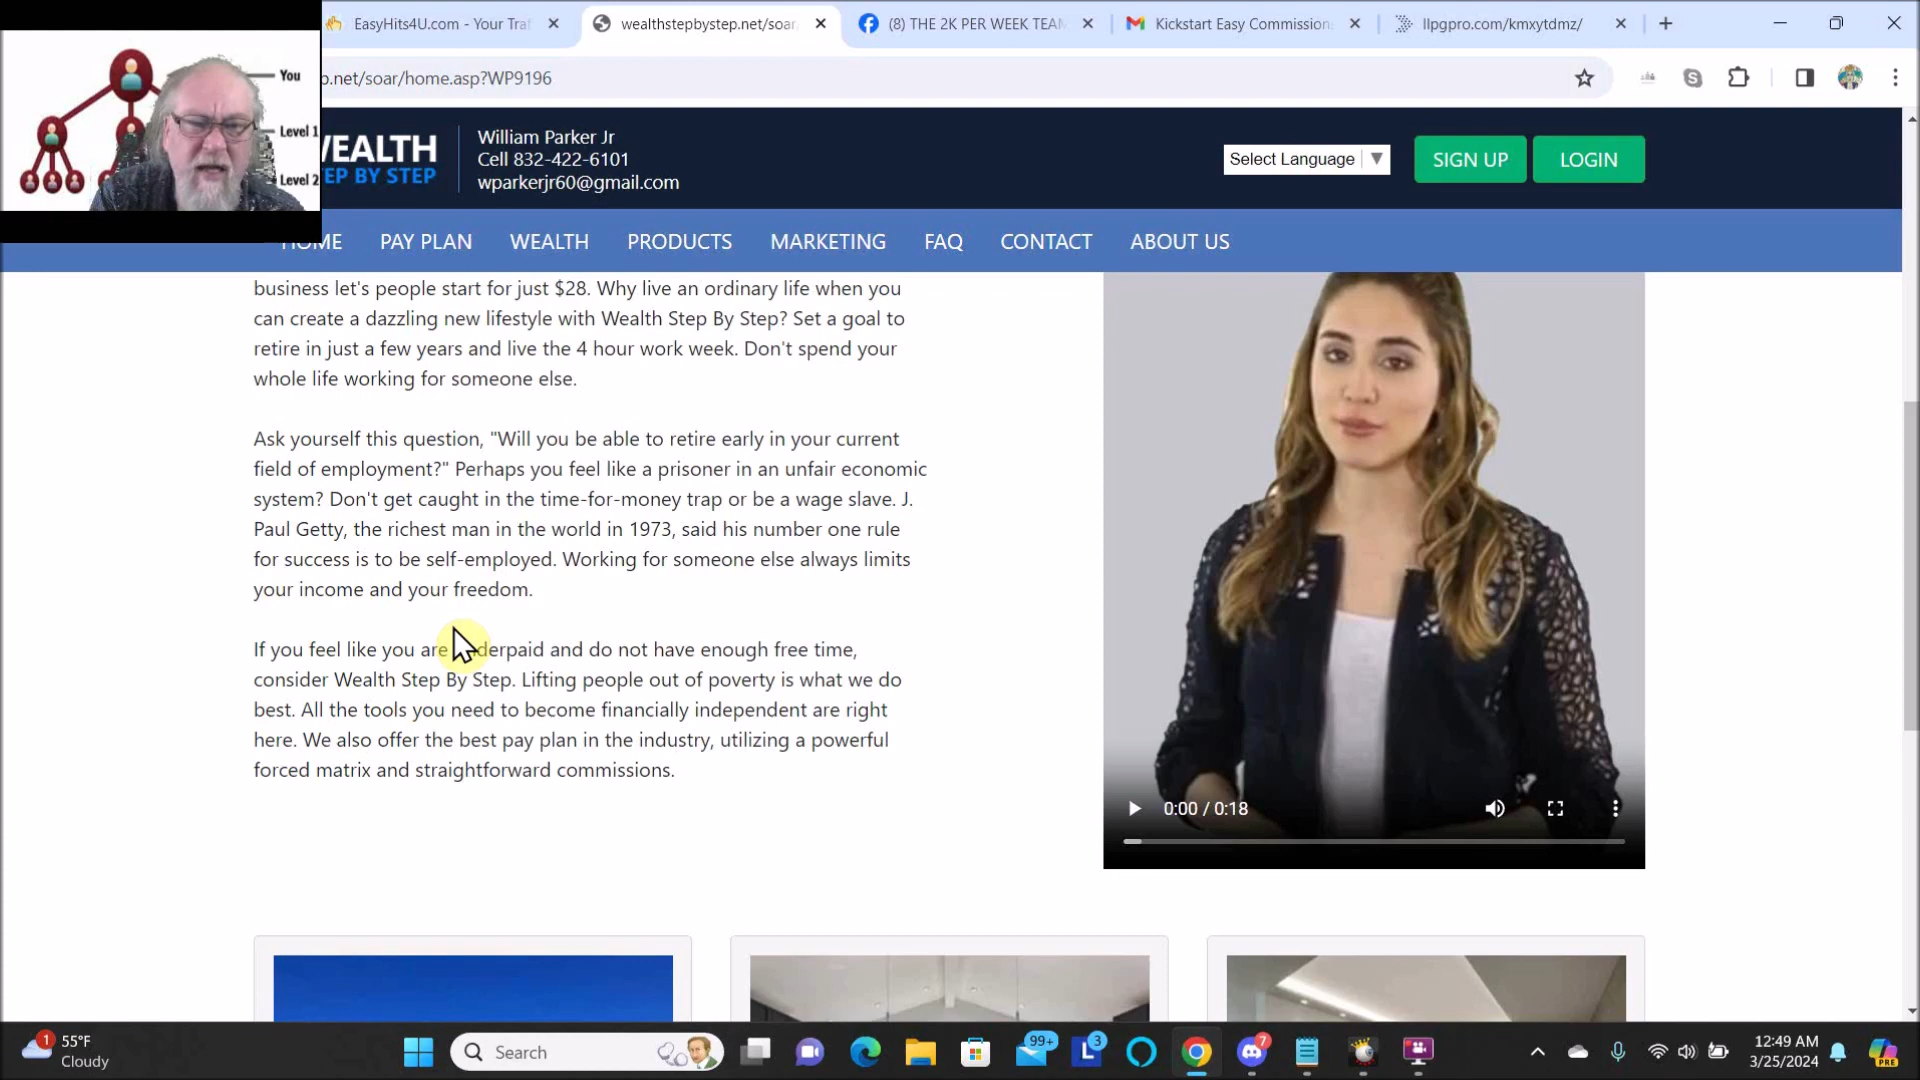 EasyHits4U.com - Your Traf
wealthstepbystep.net/soar/
(8) THE 2K PER WEEK TEAM
Kickstart Easy Commission
llpgpro.com/kmxytdmz/
.net/soar/home.asp?WP9196
You
Level 1
Level 2
WEALTH
STEP BY STEP
William Parker Jr
Cell 832-422-6101
wparkerjr60@gmail.com
Select Language
SIGN UP
LOGIN
HOME
PAY PLAN
WEALTH
PRODUCTS
MARKETING
FAQ
CONTACT
ABOUT US
business let's people start for just $28. Why live an ordinary life when you
can create a dazzling new lifestyle with Wealth Step By Step? Set a goal to
retire in just a few years and live the 4 hour work week. Don't spend your
whole life working for someone else.
Ask yourself this question, "Will you be able to retire early in your current
field of employment?" Perhaps you feel like a prisoner in an unfair economic
system? Don't get caught in the time-for-money trap or be a wage slave. J.
Paul Getty, the richest man in the world in 1973, said his number one rule
for success is to be self-employed. Working for someone else always limits
your income and your freedom.
If you feel like you are underpaid and do not have enough free time,
consider Wealth Step By Step. Lifting people out of poverty is what we do
best. All the tools you need to become financially independent are right
here. We also offer the best pay plan in the industry, utilizing a powerful
forced matrix and straightforward commissions.
0:00 / 0:18
1
55°F
Cloudy
Search
99+
L
3
7
12:49 AM
3/25/2024
PRE